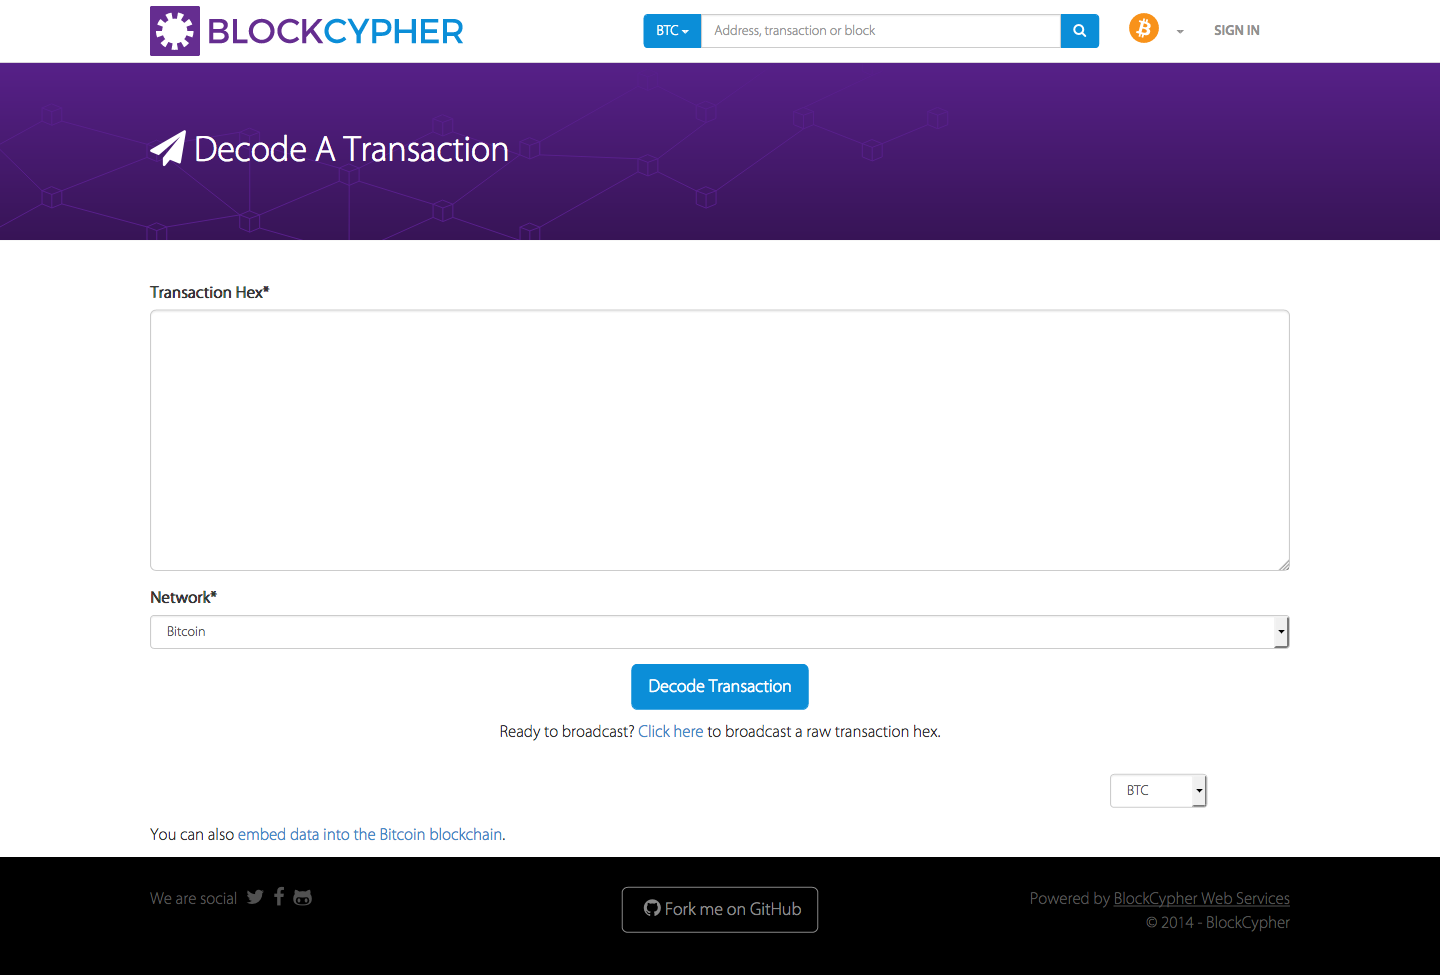 BLOCKCYPHER
BTC
Address, transaction or block
SIGN IN
Decode A Transaction
Transaction Hex*
Network*
Bitcoin
Decode Transaction
Ready to broadcast? Click here to broadcast a raw transaction hex.
BTC
You can also embed data into the Bitcoin blockchain.
We are social
Fork me on GitHub
Powered by BlockCypher Web Services
© 2014 - BlockCypher